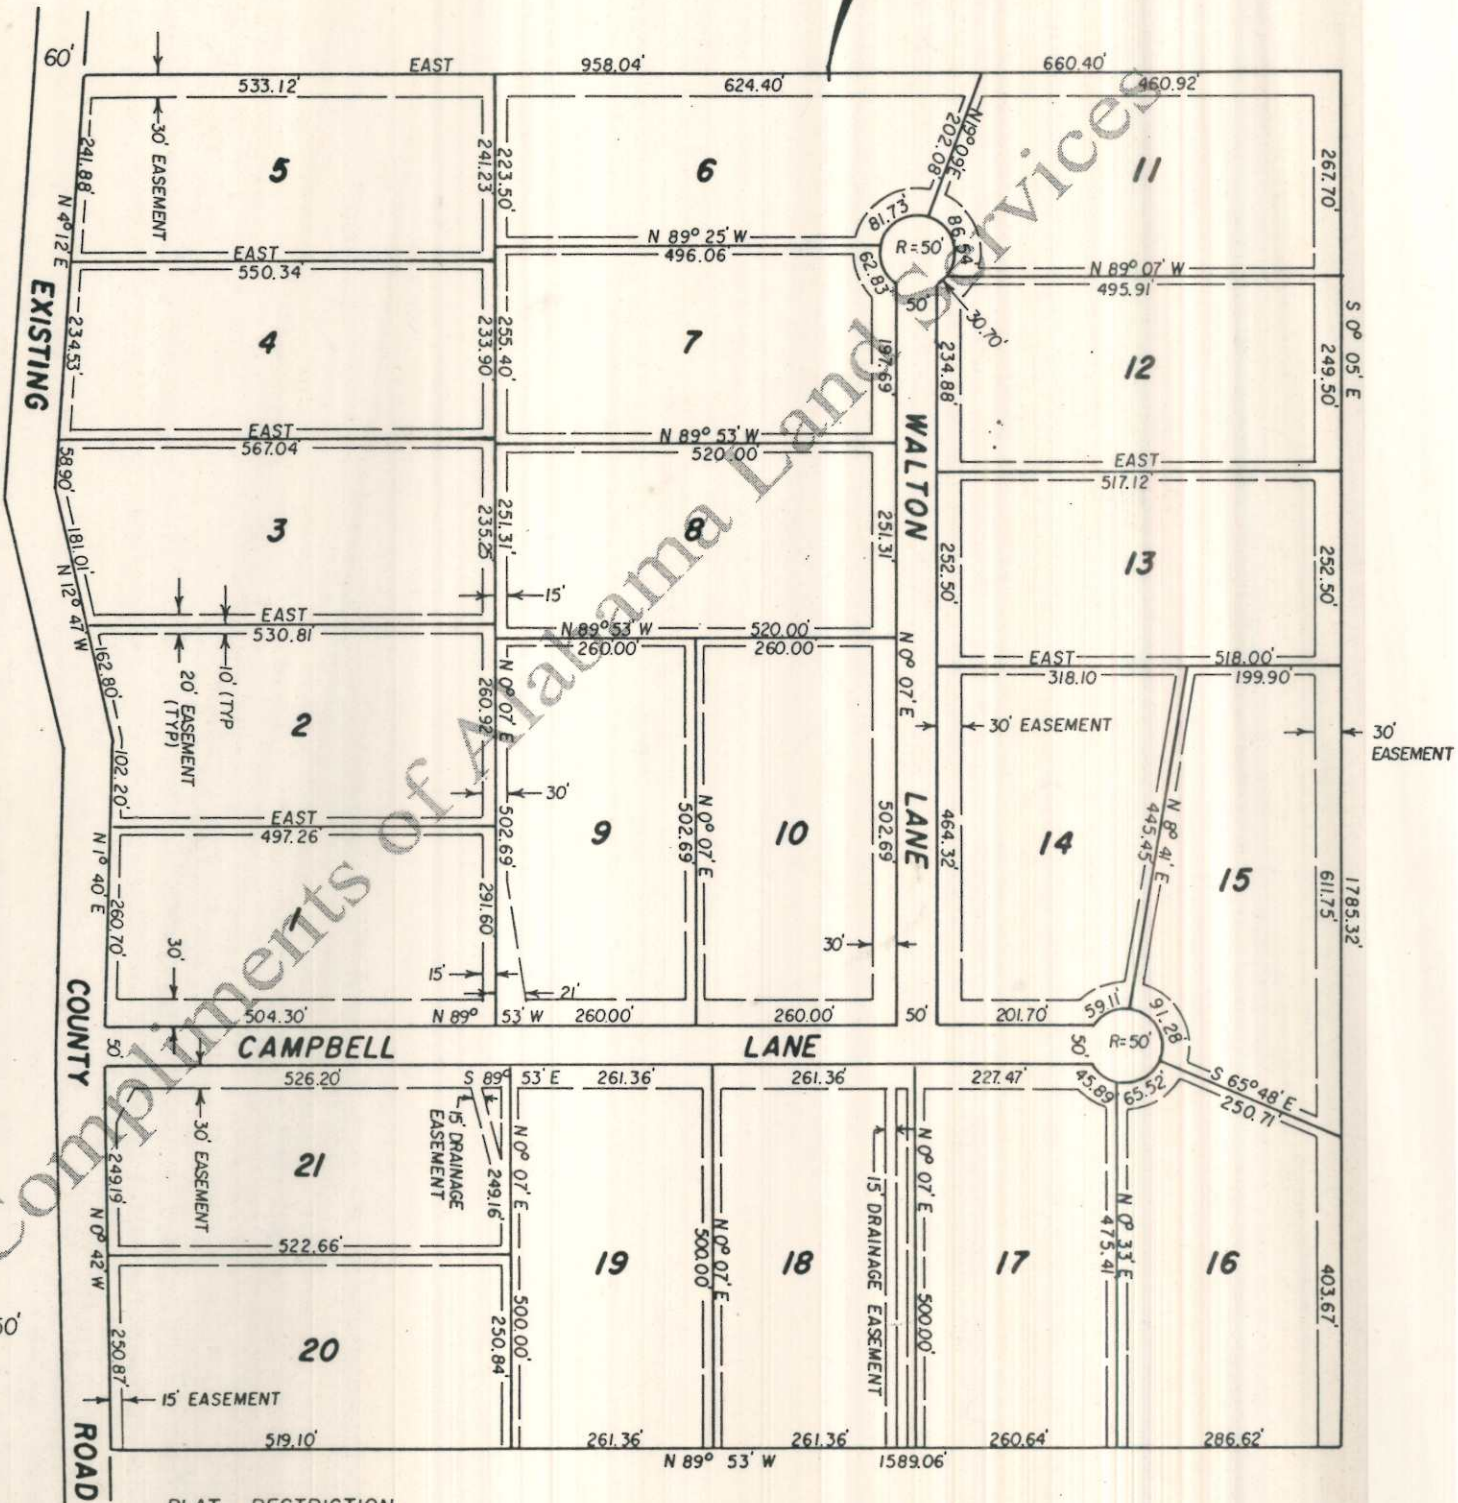 60'
EAST
958.04'
660.40'
533.12'
624.40'
460.92'
30' EASEMENT
241.88'
N 4° 12' E
5
241.23'
223.50'
6
N 19° 09' E
202.08'
11
267.70'
81.73'
R=50'
86.54'
EAST
550.34'
N 89° 25' W
496.06'
62.83'
50'
30.70'
N 89° 07' W
495.91'
EXISTING
234.53'
4
233.90'
255.40'
7
197.69'
234.88'
12
249.50'
S 0° 05' E
EAST
567.04'
N 89° 53' W
520.00'
WALTON
EAST
517.12'
58.90'
181.01'
N 12° 47' W
3
235.25'
251.31'
8
251.31'
252.50'
13
252.50'
15'
EAST
530.81'
N 89° 53' W
520.00'
260.00'
260.00'
EAST
518.00'
318.10
199.90'
162.80'
102.20'
20' EASEMENT
(TYP)
10' (TYP
2
260.92'
N 0° 07' E
30'
N 0° 07' E
30' EASEMENT
30'
EASEMENT
EAST
497.26'
N 1° 40' E
260.70'
1
291.60'
502.69'
9
502.69'
N 0° 07' E
10
502.69'
LANE
464.32'
14
445.45'
N 8° 41' E
15
611.75'
1785.32'
30'
15'
21'
30'
504.30'
N 89° 53' W
260.00'
260.00'
50'
201.70'
59.11'
91.28'
R=50'
COUNTY
50'
CAMPBELL LANE
50'
526.20'
S 89° 53' E
261.36'
261.36'
227.47'
45.89'
65.52'
S 65° 48' E
250.71'
30' EASEMENT
249.19'
21
15' DRAINAGE
EASEMENT
249.16'
N 0° 07' E
522.66'
N 0° 42' W
19
500.00'
N 0° 07' E
18
15' DRAINAGE EASEMENT
N 0° 07' E
500.00'
17
475.41'
N 0° 33' E
16
403.67'
250.87'
20
250.84'
500.00'
15' EASEMENT
ROAD
519.10'
261.36'
261.36'
260.64'
286.62'
N 89° 53' W
1589.06'
PLAT RESTRICTION
Compliments of Alabama Land Services